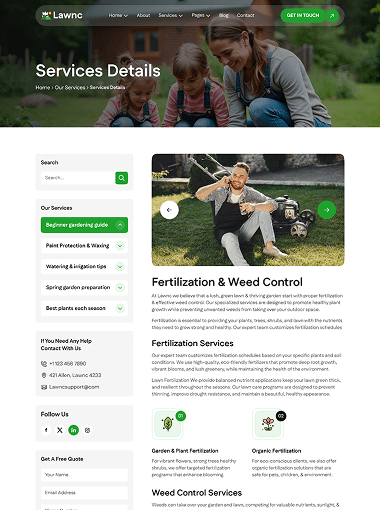 Lawnc
Home
About
Services
Pages
Blog
Contact
GET IN TOUCH
Services Details
Home > Our Services > Services Details
Search
Search...
Our Services
Beginner gardening guide
Paint Protection & Waxing
Watering & irrigation tips
Spring garden preparation
Best plants each season
If You Need Any Help
Contact With Us
+1 123 456 7890
421 Allen, Lawnc 4233
Lawncsupport@com
Follow Us
Get A Free Quote
Your Name
Email Address
Fertilization & Weed Control
At Lawnc we believe that a lush, green lawn & thriving garden start with proper fertilization
& effective weed control. Our specialized services are designed to promote healthy plant
growth while preventing unwanted weeds from taking over your outdoor space.
Fertilization is essential to providing your plants, trees, shrubs, and lawn with the nutrients
they need to grow strong and healthy. Our expert team customizes fertilization schedules
Fertilization Services
Our expert team customizes fertilization schedules based on your specific plants and soil
conditions. We use high-quality, eco-friendly fertilizers that promote deep root growth,
vibrant blooms, and lush greenery, while maintaining the health of the environment.
Lawn Fertilization We provide balanced nutrient applications keep your lawn green, thick,
and resilient throughout the seasons. Our lawn care programs are designed to prevent
thinning, improve drought resistance, and maintain a beautiful, healthy appearance.
01
02
Garden & Plant Fertilization
For vibrant flowers, strong trees healthy
shrubs, we offer targeted fertilization
programs that enhance blooming.
Organic Fertilization
For eco-conscious clients, we also offer
organic fertilization solutions that are
safe for pets, children, & environment.
Weed Control Services
Weeds can take over your garden and lawn, competing for valuable nutrients, sunlight, &